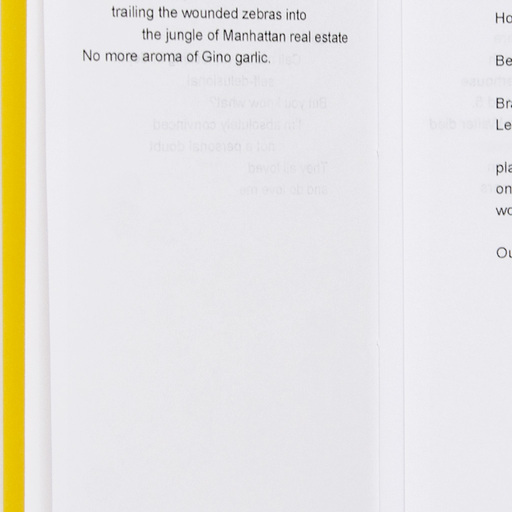 trailing the wounded zebras into
the jungle of Manhattan real estate
No more aroma of Gino garlic.
Ho
Be
Bra
Le
pla
on
wo
Ou